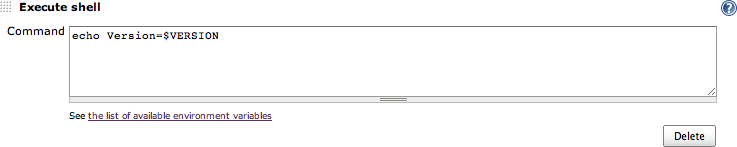 Execute shell
Command
echo Version=$VERSION
See the list of available environment variables
Delete